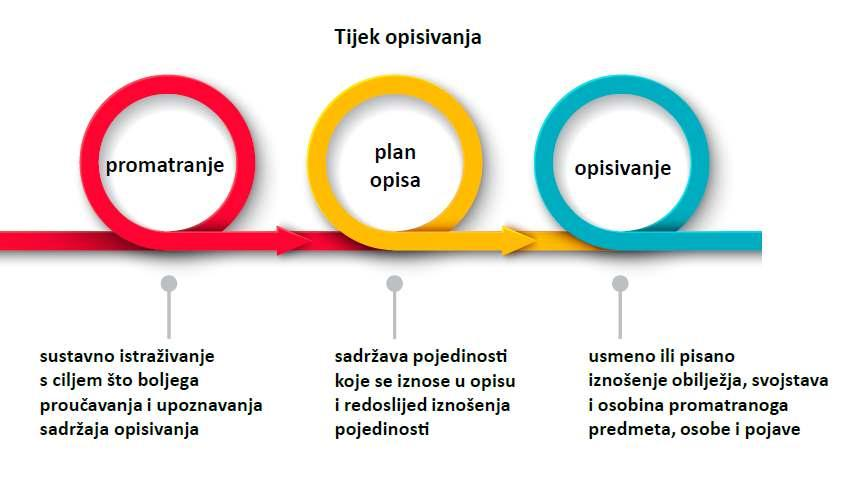 Tijek opisivanja
promatranje
plan
opisa
opisivanje
sustavno istraživanje
s ciljem što boljega
proučavanja i upoznavanja
sadržaja opisivanja
sadržava pojedinosti
koje se iznose u opisu
i redoslijed iznošenja
pojedinosti
usmeno ili pisano
iznošenje obilježja, svojstava
i osobina promatranoga
predmeta, osobe i pojave